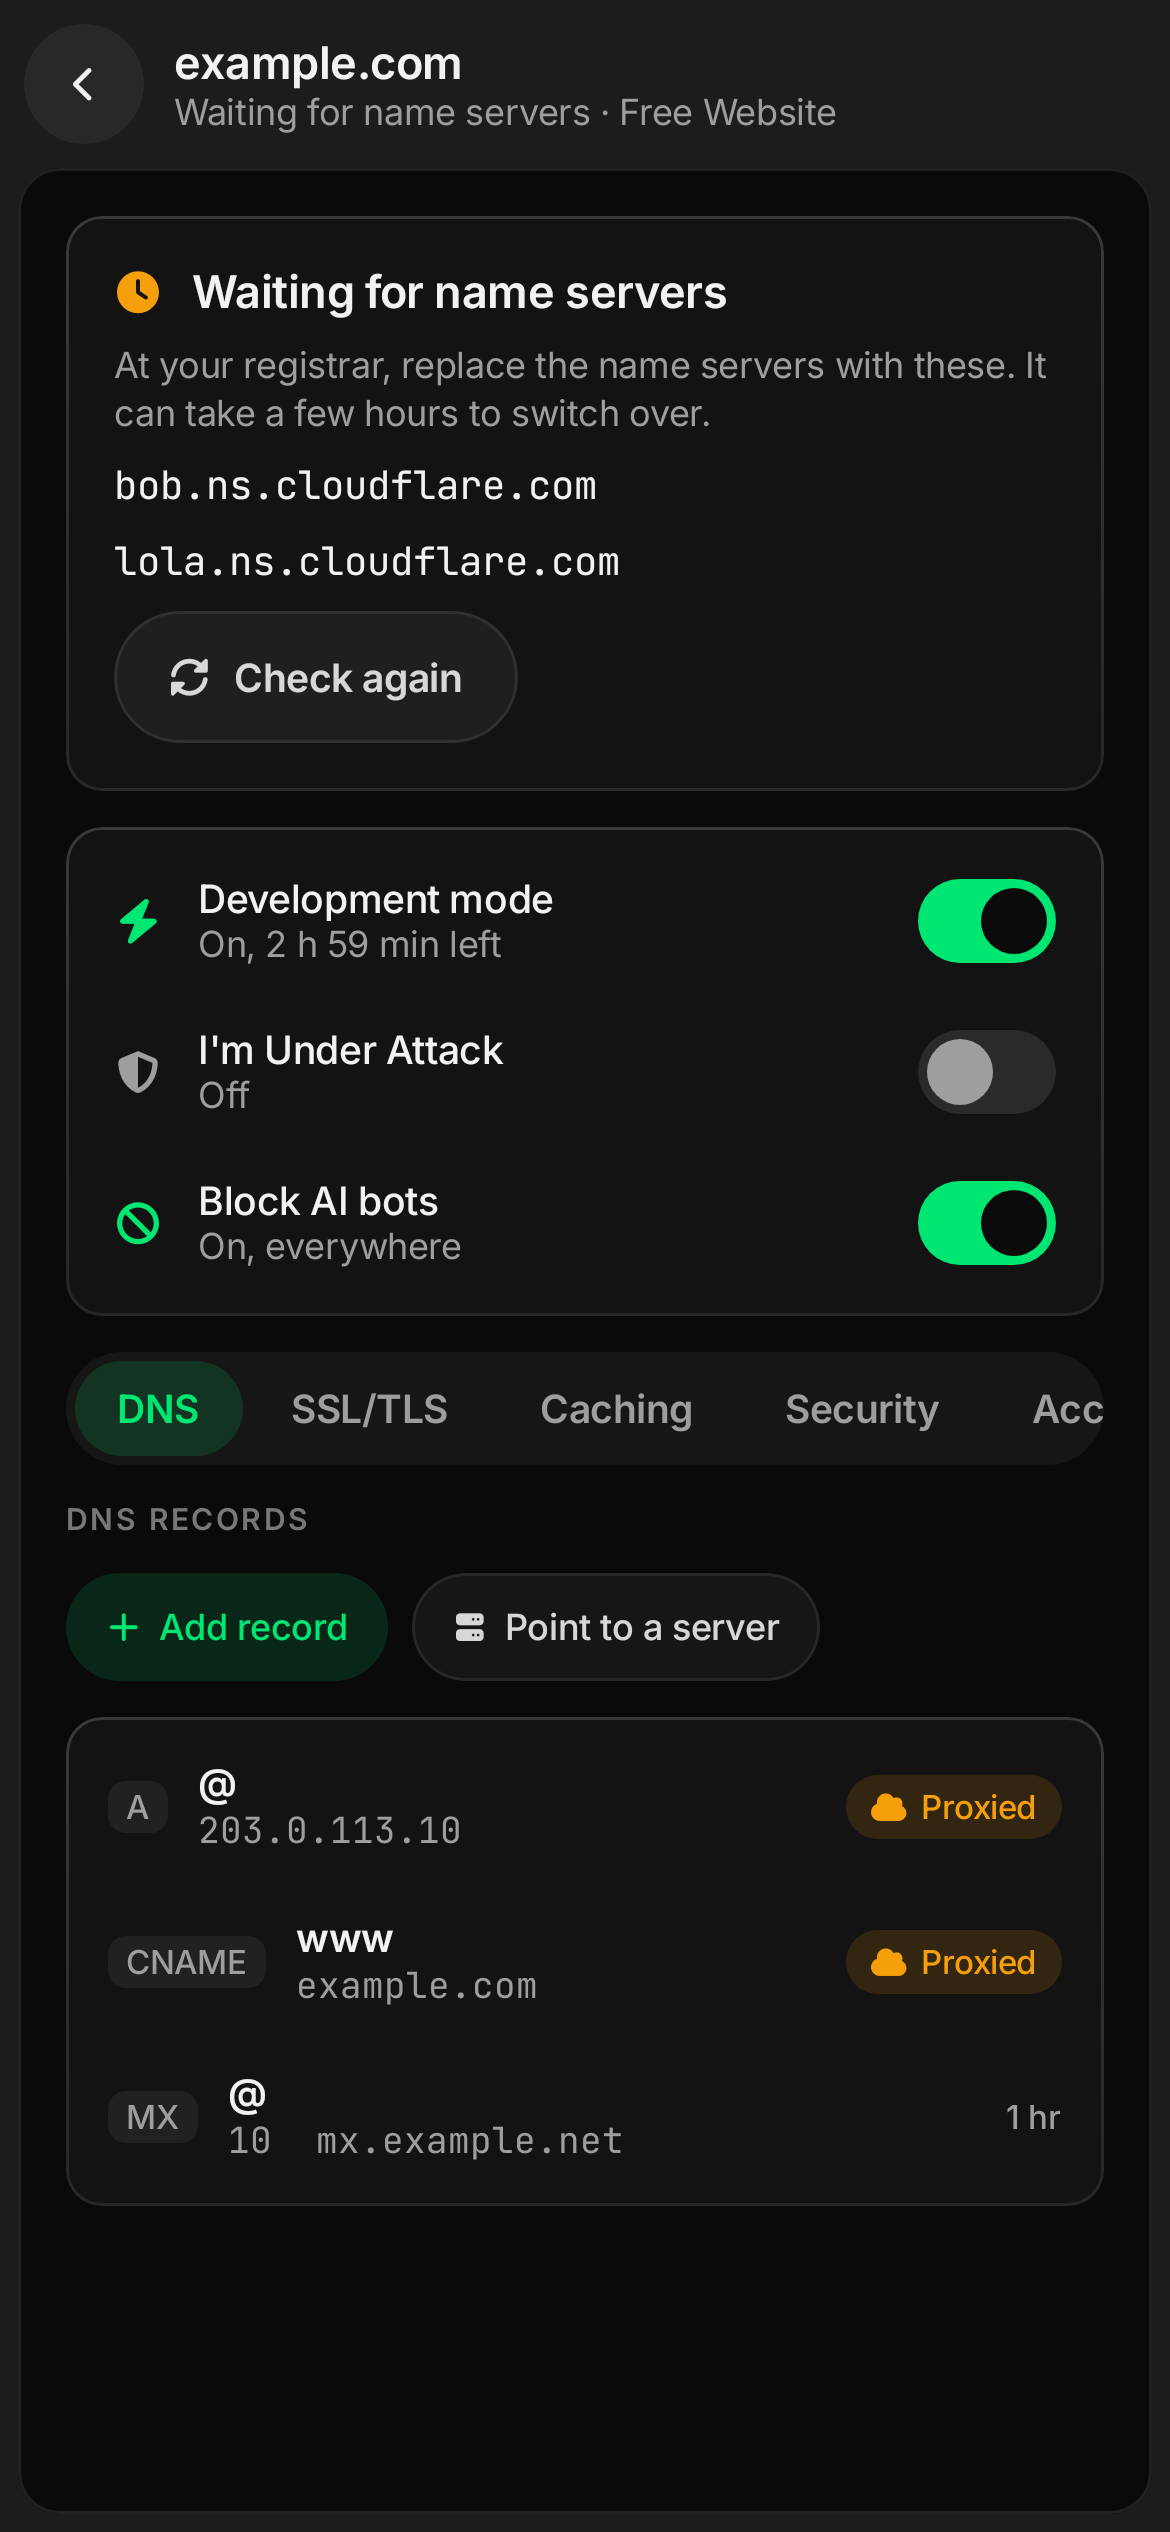 example.com
Waiting for name servers · Free Website
Waiting for name servers
At your registrar, replace the name servers with these. It
can take a few hours to switch over.
bob.ns.cloudflare.com
lola.ns.cloudflare.com
Check again
Development mode
On, 2 h 59 min left
I'm Under Attack
Off
Block AI bots
On, everywhere
DNS SSL/TLS Caching Security Acc
DNS RECORDS
Add record Point to a server
A @ Proxied
203.0.113.10
CNAME www Proxied
example.com
MX @ 1 hr
10 mx.example.net